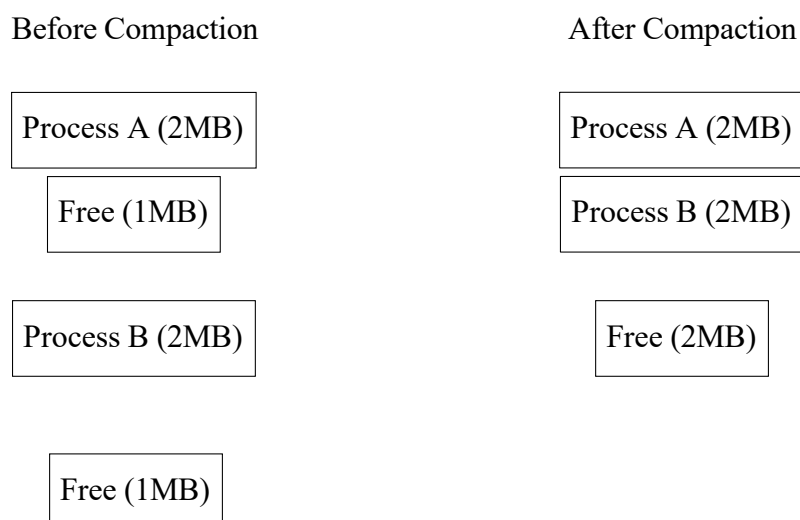 Before Compaction
Process A (2MB)
Free (1MB)
Process B (2MB)
Free (1MB)
After Compaction
Process A (2MB)
Process B (2MB)
Free (2MB)